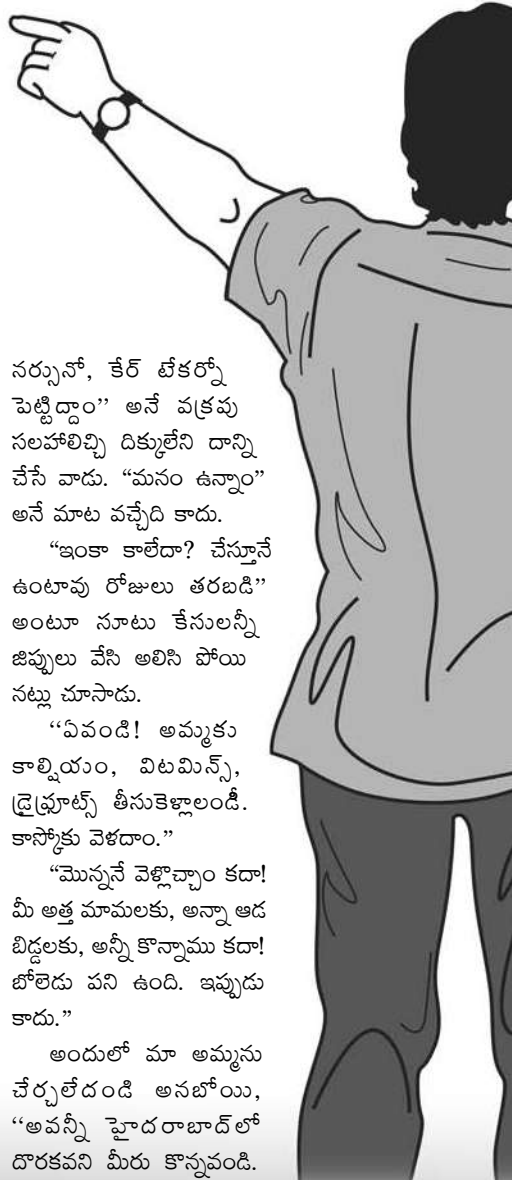 నర్సునో, కేర్ టేకర్నో
పెట్టిద్దాం’’ అనే వక్రపు
సలహాలిచ్చి దిక్కులేని దాన్ని
చేసే వాడు. “మనం ఉన్నాం”
అనే మాట వచ్చేది కాదు.
“ఇంకా కాలేదా? చేస్తూనే
ఉంటావు రోజులు తరబడి’’
అంటూ సూటు కేసులన్నీ
జిప్పులు వేసి అలిసి పోయి
నట్లు చూసాడు.
‘‘ఏవండి! అమ్మకు
కాల్షియం, విటమిన్స్,
డ్రైఫ్రూట్స్ తీసుకెళ్లాలండీ.
కాస్కోకు వెళదాం.”
“మొన్ననే వెళ్లొచ్చాం కదా!
మీ అత్త మామలకు, అన్నా ఆడ
బిడ్డలకు, అన్నీ కొన్నాము కదా!
బోలెడు పని ఉంది. ఇప్పుడు
కాదు.”
అందులో మా అమ్మను
చేర్చలేదండి అనబోయి,
‘‘అవన్నీ హైదరాబాద్‌లో
దొరకవని మీరు కొన్నవండి.